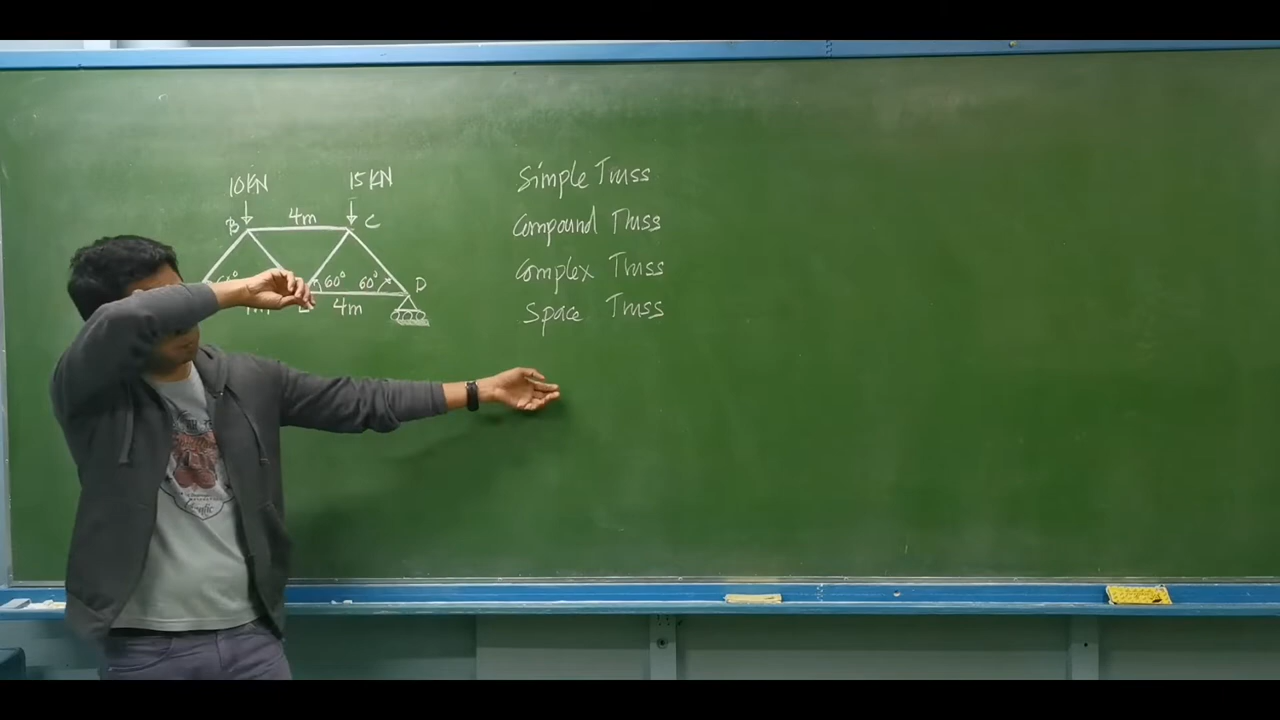 10KN
15KN
B
4m
C
60°
60°
D
4m
Simple Truss
Compound Truss
Complex Truss
Space Truss